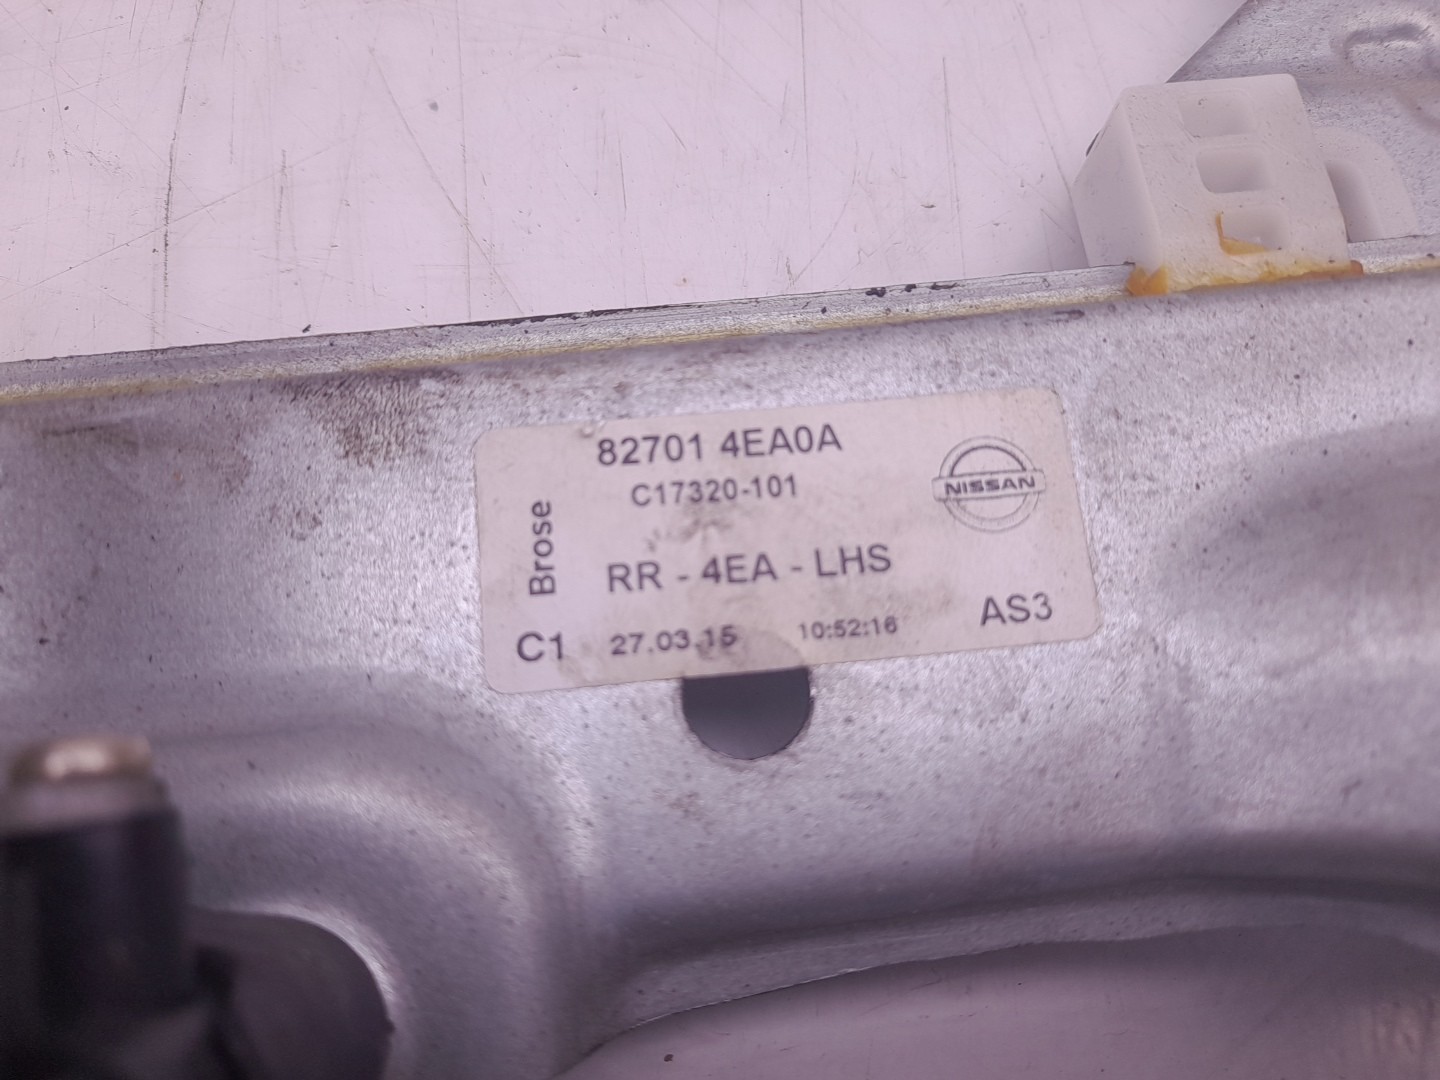 82701 4EA0A
C17320-101
NISSAN
Brose
RR - 4EA - LHS
C1 27.03.15 10:52:16 AS3